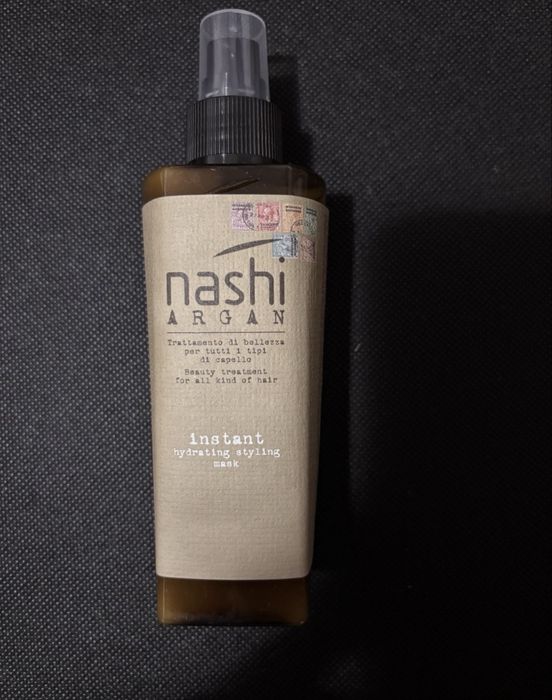 nashi
ARGAN
Trattamento di bellezza
per tutti i tipi
di capello
Beauty treatment
for all kind of hair
instant
hydrating styling
mask